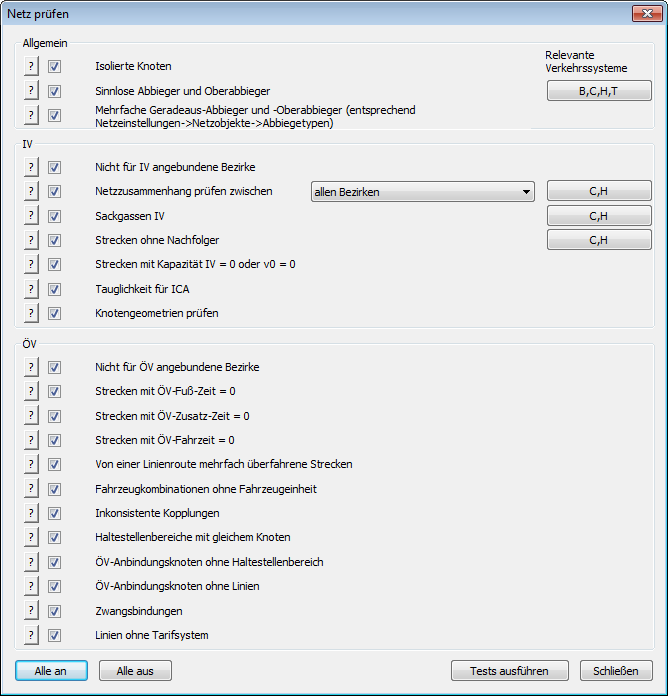 Netz prüfen
Allgemein
Relevante
Verkehrssysteme
? Isolierte Knoten
? Sinnlose Abbieger und Oberabbieger B,C,H,T
? Mehrfache Geradeaus-Abbieger und -Oberabbieger (entsprechend
Netzeinstellungen->Netzobjekte->Abbiegetypen)
IV
? Nicht für IV angebundene Bezirke
? Netzzusammenhang prüfen zwischen allen Bezirken C,H
? Sackgassen IV C,H
? Strecken ohne Nachfolger C,H
? Strecken mit Kapazität IV = 0 oder v0 = 0
? Tauglichkeit für ICA
? Knotengeometrien prüfen
ÖV
? Nicht für ÖV angebundene Bezirke
? Strecken mit ÖV-Fuß-Zeit = 0
? Strecken mit ÖV-Zusatz-Zeit = 0
? Strecken mit ÖV-Fahrzeit = 0
? Von einer Linienroute mehrfach überfahrene Strecken
? Fahrzeugkombinationen ohne Fahrzeugeinheit
? Inkonsistente Kopplungen
? Haltestellenbereiche mit gleichem Knoten
? ÖV-Anbindungsknoten ohne Haltestellenbereich
? ÖV-Anbindungsknoten ohne Linien
? Zwangsbindungen
? Linien ohne Tarifsystem
Alle an Alle aus Tests ausführen Schließen